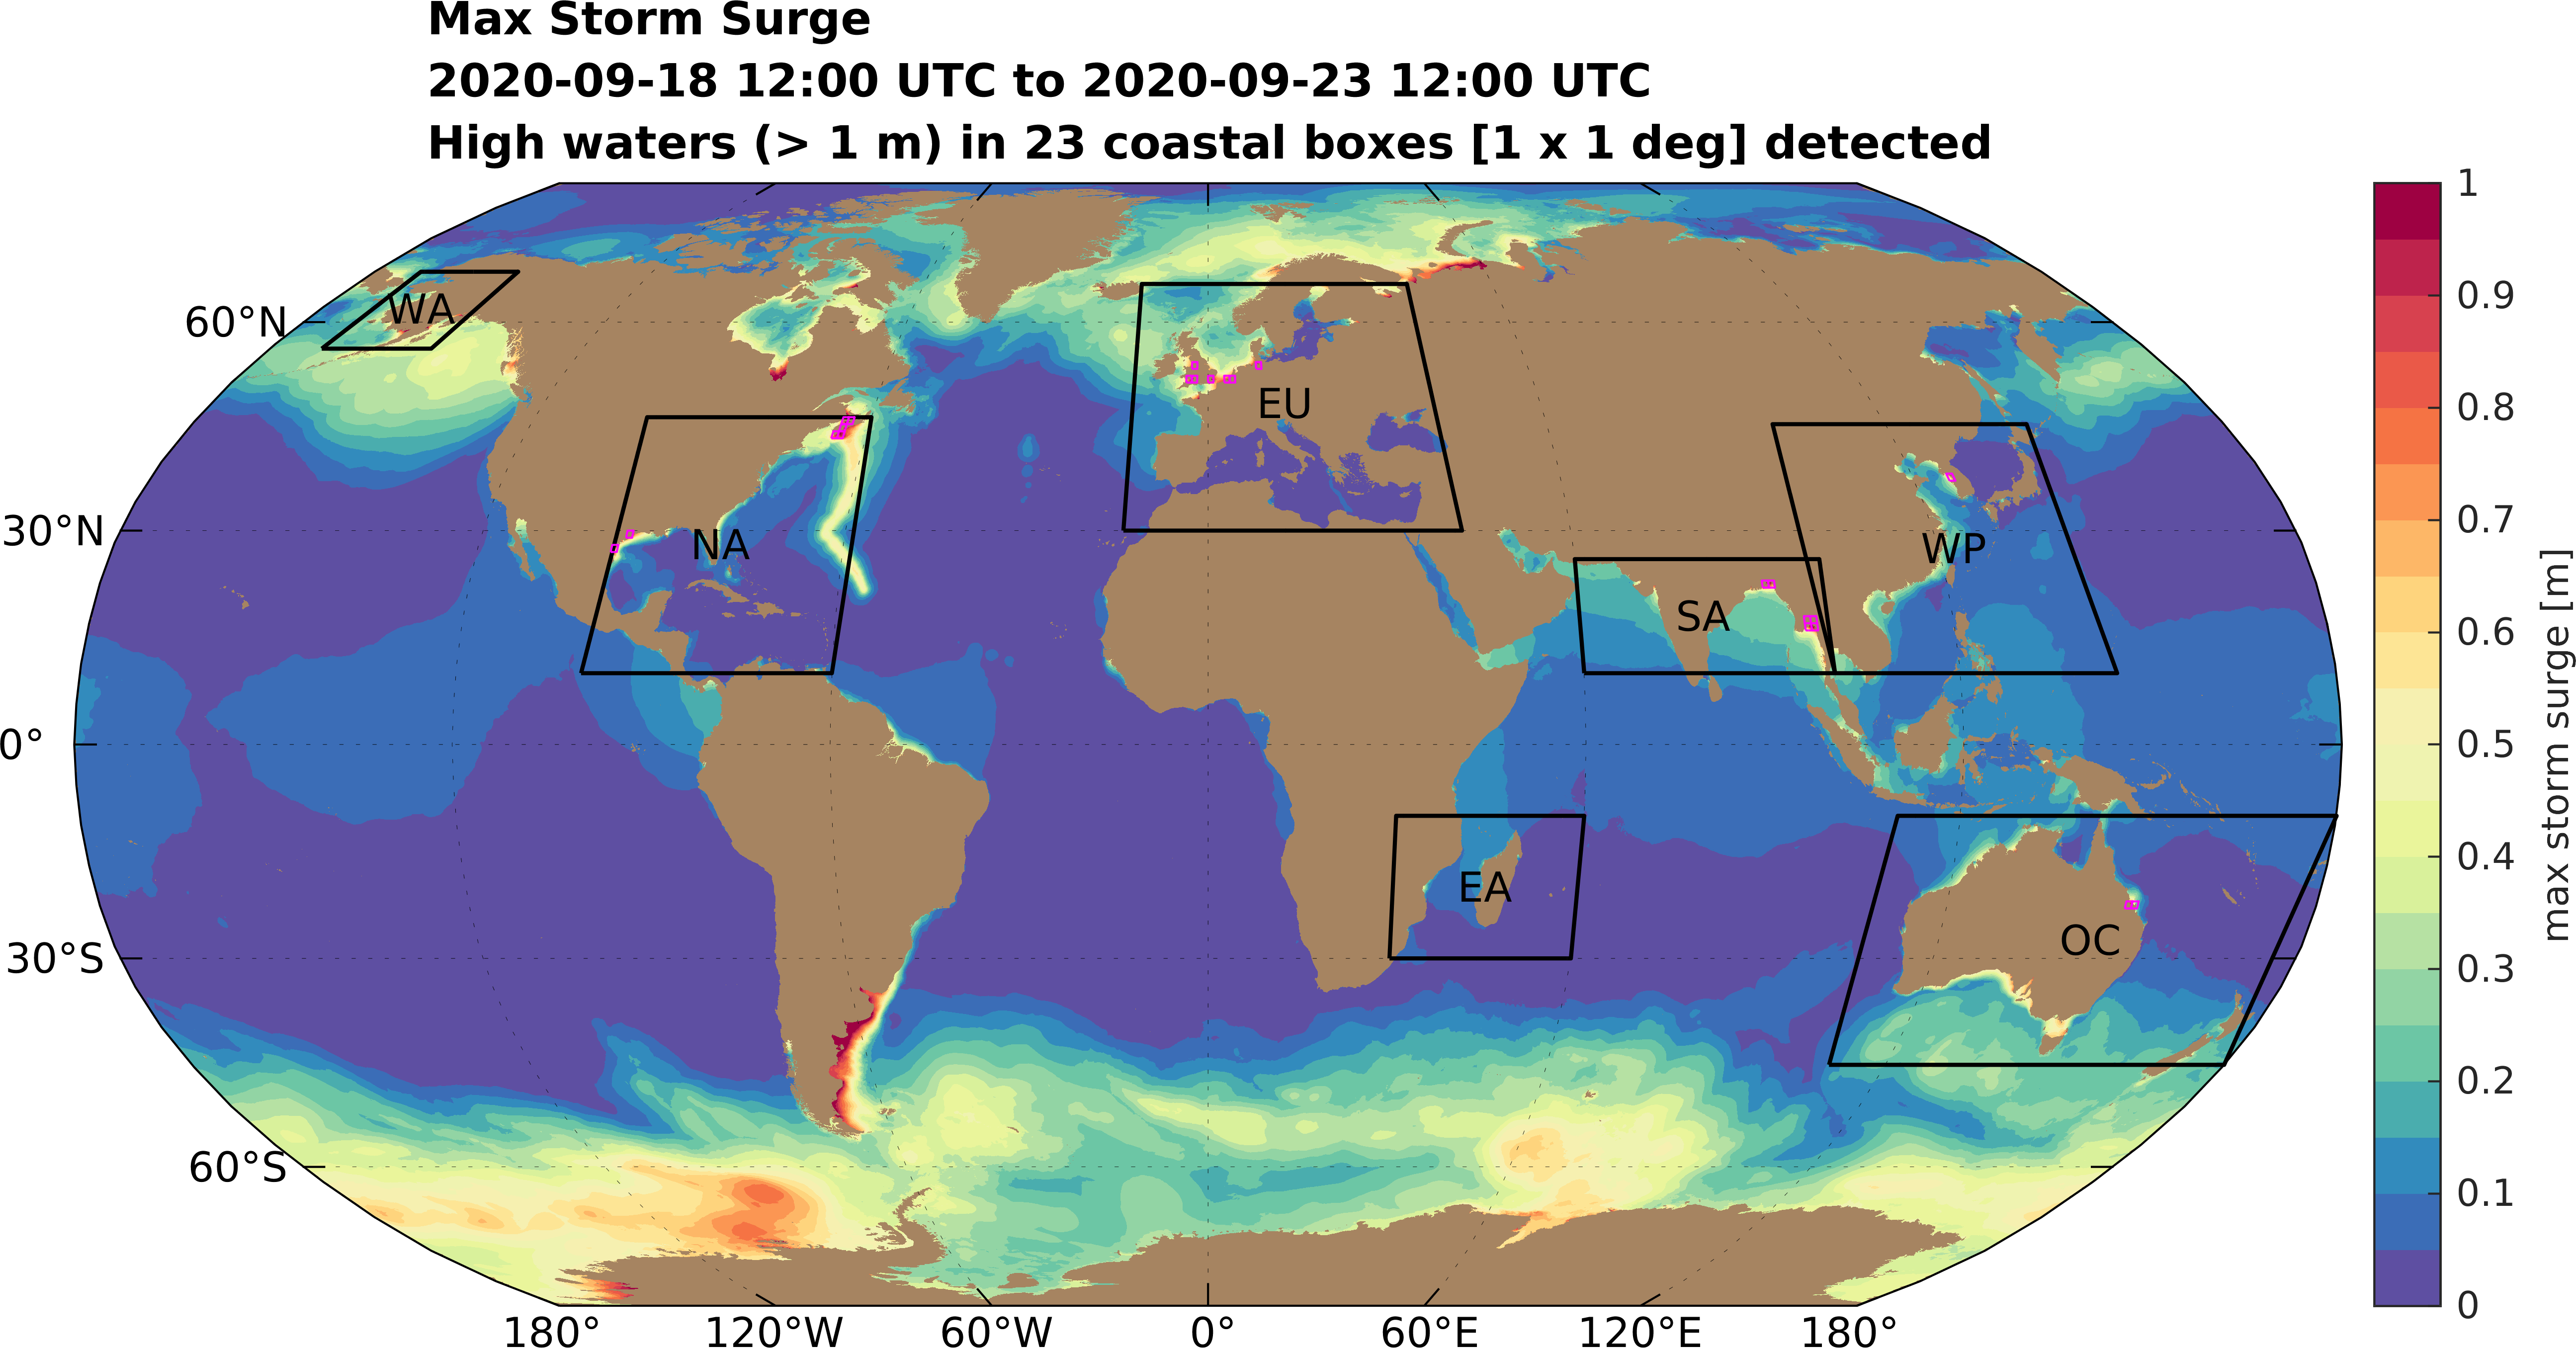 Max Storm Surge
2020-09-18 12:00 UTC to 2020-09-23 12:00 UTC
High waters (> 1 m) in 23 coastal boxes [1 x 1 deg] detected
60°N
30°N
0°
30°S
60°S
WA
NA
EU
SA
WP
EA
OC
180°
120°W
60°W
0°
60°E
120°E
180°
1
0.9
0.8
0.7
0.6
0.5
0.4
0.3
0.2
0.1
0
max storm surge [m]